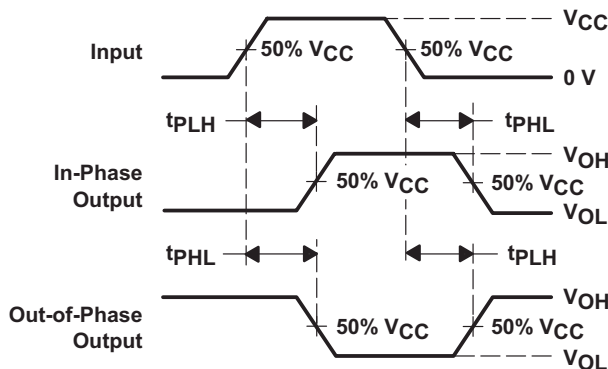 VCC
Input
50% VCC
50% VCC
0 V
tPLH
tPHL
VOH
In-Phase
Output
50% VCC
50% VCC
VOL
tPHL
tPLH
VOH
Out-of-Phase
Output
50% VCC
50% VCC
VOL